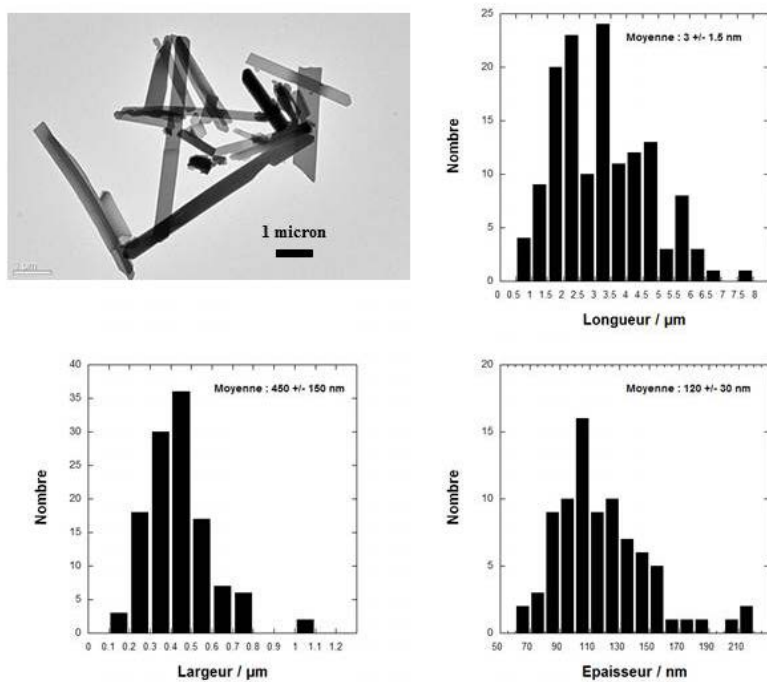 1 micron
25
20
15
10
5
0
Nombre
Moyenne : 3 +/- 1.5 nm
0 0.5 1 1.5 2 2.5 3 3.5 4 4.5 5 5.5 6 6.5 7 7.5 8
Longueur / µm
40
35
30
25
20
15
10
5
0
Nombre
Moyenne : 450 +/- 150 nm
0 0.1 0.2 0.3 0.4 0.5 0.6 0.7 0.8 0.9 1 1.1 1.2
Largeur / µm
20
15
10
5
0
Nombre
Moyenne : 120 +/- 30 nm
50 70 90 110 130 150 170 190 210
Epaisseur / nm